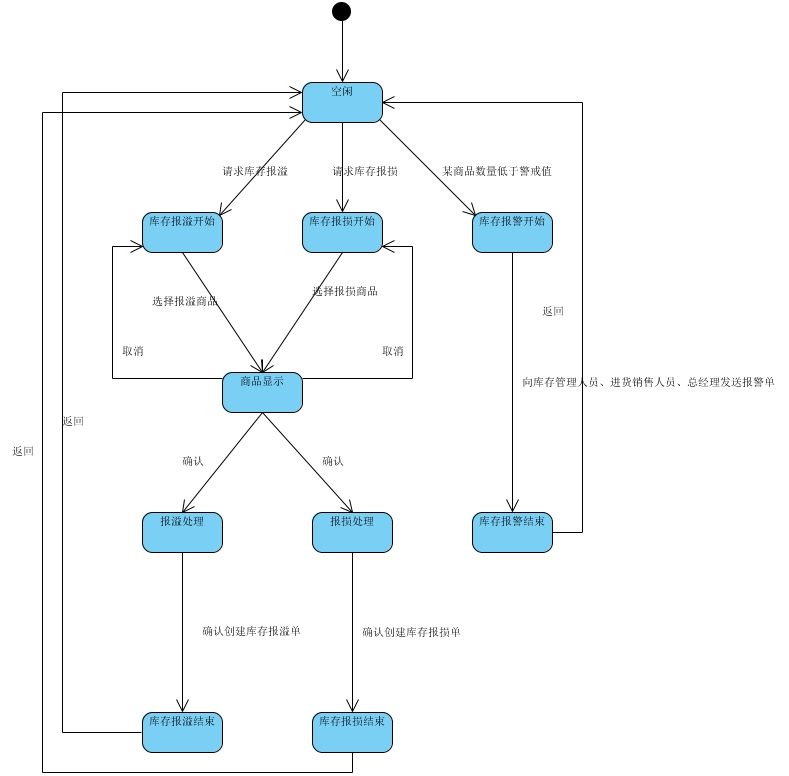 空闲
请求库存报溢
请求库存报损
某商品数量低于警戒值
库存报溢开始
库存报损开始
库存报警开始
选择报溢商品
选择报损商品
返回
取消
取消
商品显示
向库存管理人员、进货销售人员、总经理发送报警单
返回
返回
确认
确认
报溢处理
报损处理
库存报警结束
确认创建库存报溢单
确认创建库存报损单
库存报溢结束
库存报损结束